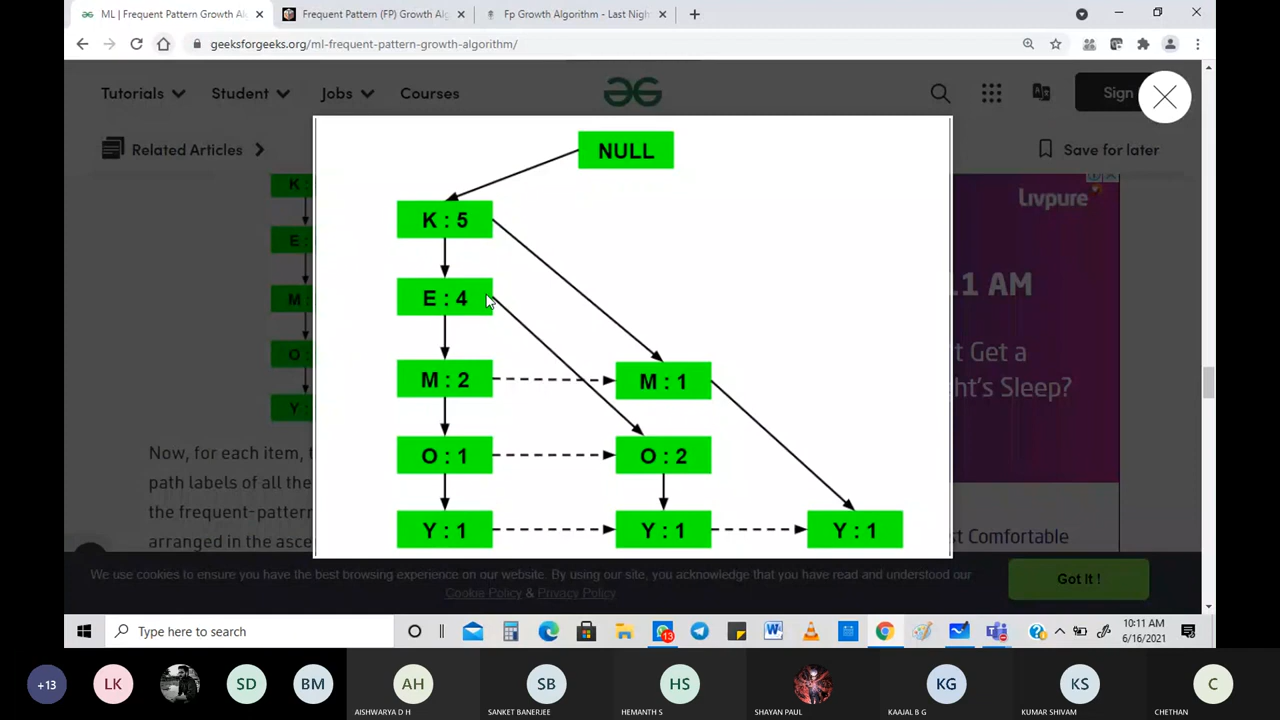 ML | Frequent Pattern Growth Al
Frequent Pattern (FP) Growth Alg
Fp Growth Algorithm - Last Nigh
geeksforgeeks.org/ml-frequent-pattern-growth-algorithm/
Tutorials
Student
Jobs
Courses
Sign
Related Articles
Save for later
NULL
K : 5
E : 4
M : 2
M : 1
O : 1
O : 2
Y : 1
Y : 1
Y : 1
K
E
M
O
Y
Livpure
11 AM
t Get a
ht's Sleep?
st Comfortable
Now, for each item, t
path labels of all the
the frequent-pattern
arranged in the asce
We use cookies to ensure you have the best browsing experience on our website. By using our site, you acknowledge that you have read and understood our
Cookie Policy & Privacy Policy
Got It !
Type here to search
13
10:11 AM
6/16/2021
+13
LK
SD
BM
AH
SB
HS
KG
KS
C
AISHWARYA D H
SANKET BANERJEE
HEMANTH S
SHAYAN PAUL
KAAJAL B G
KUMAR SHIVAM
CHETHAN